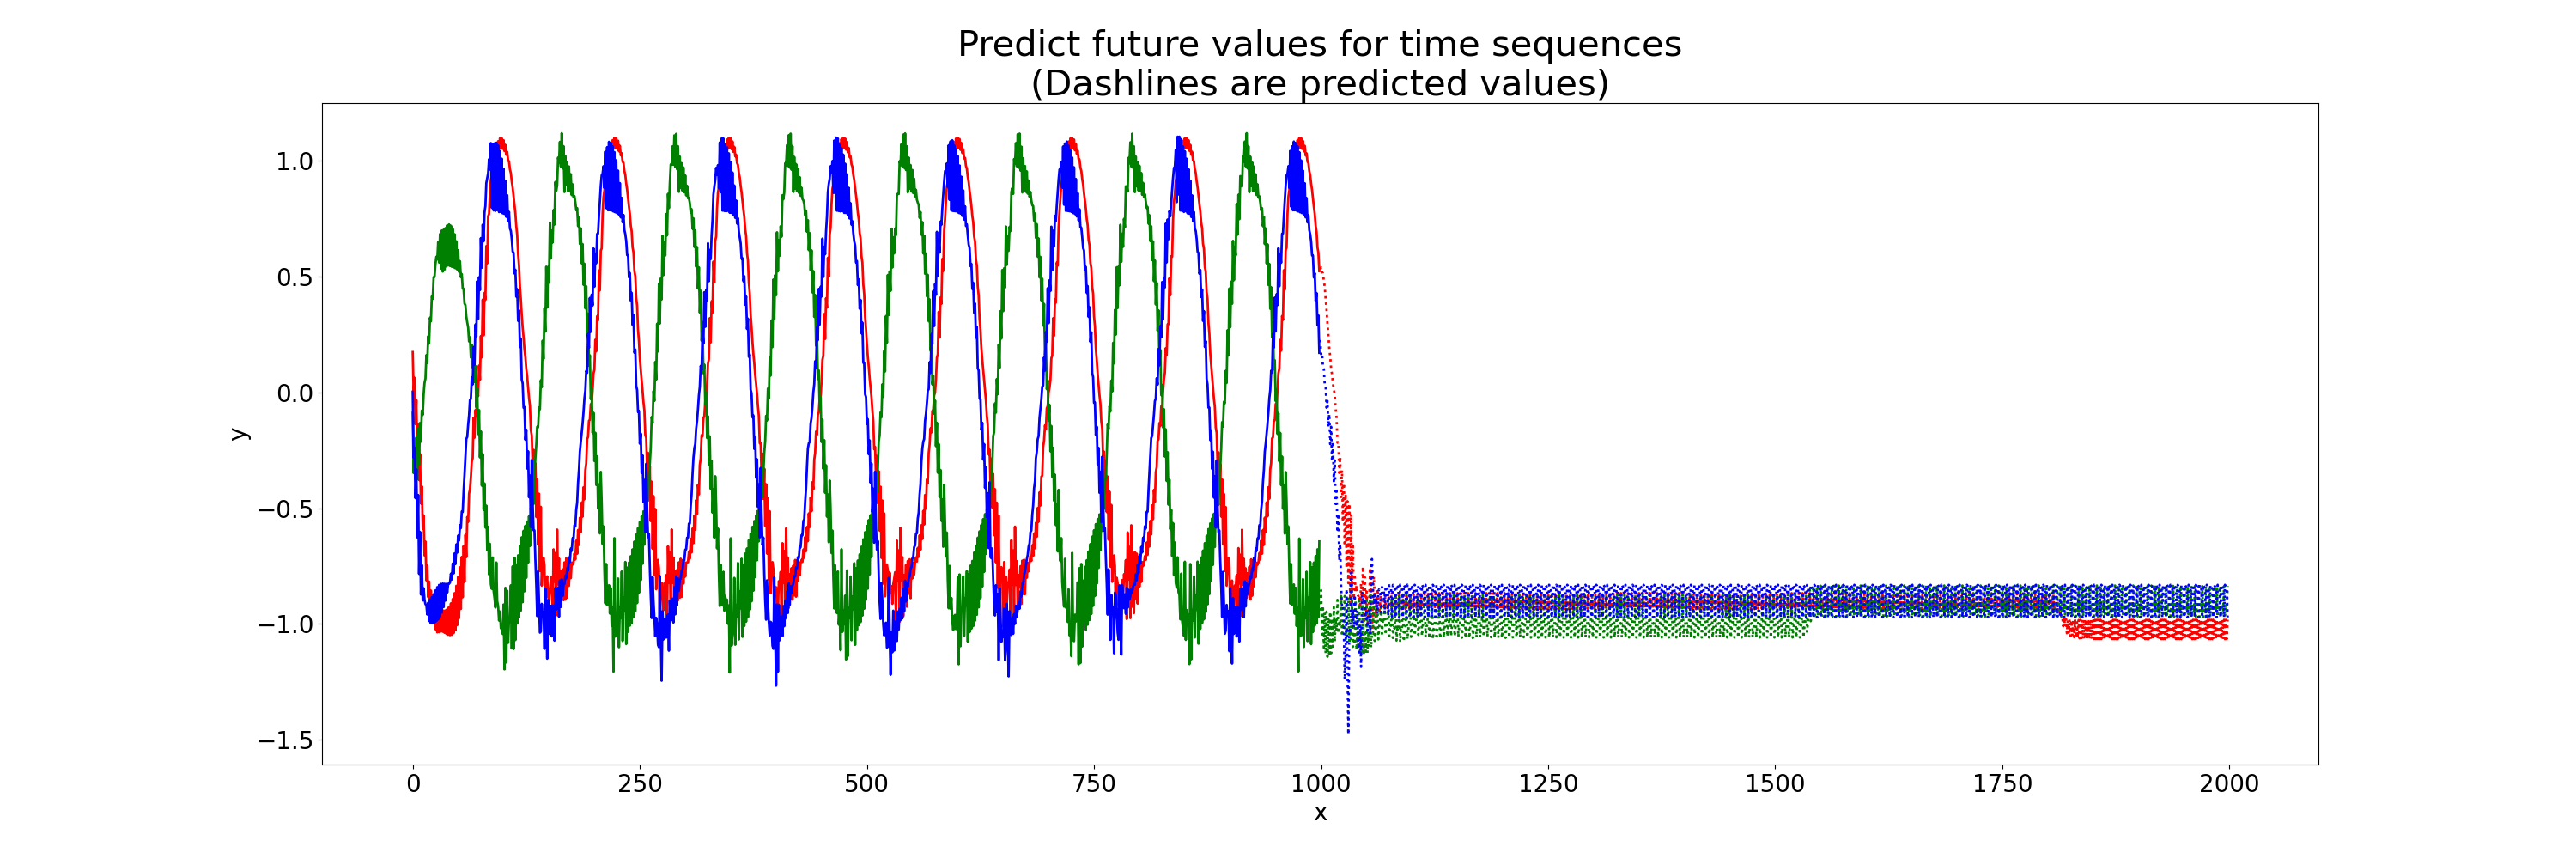 Predict future values for time sequences
(Dashlines are predicted values)
1.0
0.5
0.0
−0.5
−1.0
−1.5
y
0 250 500 750 1000 1250 1500 1750 2000
x